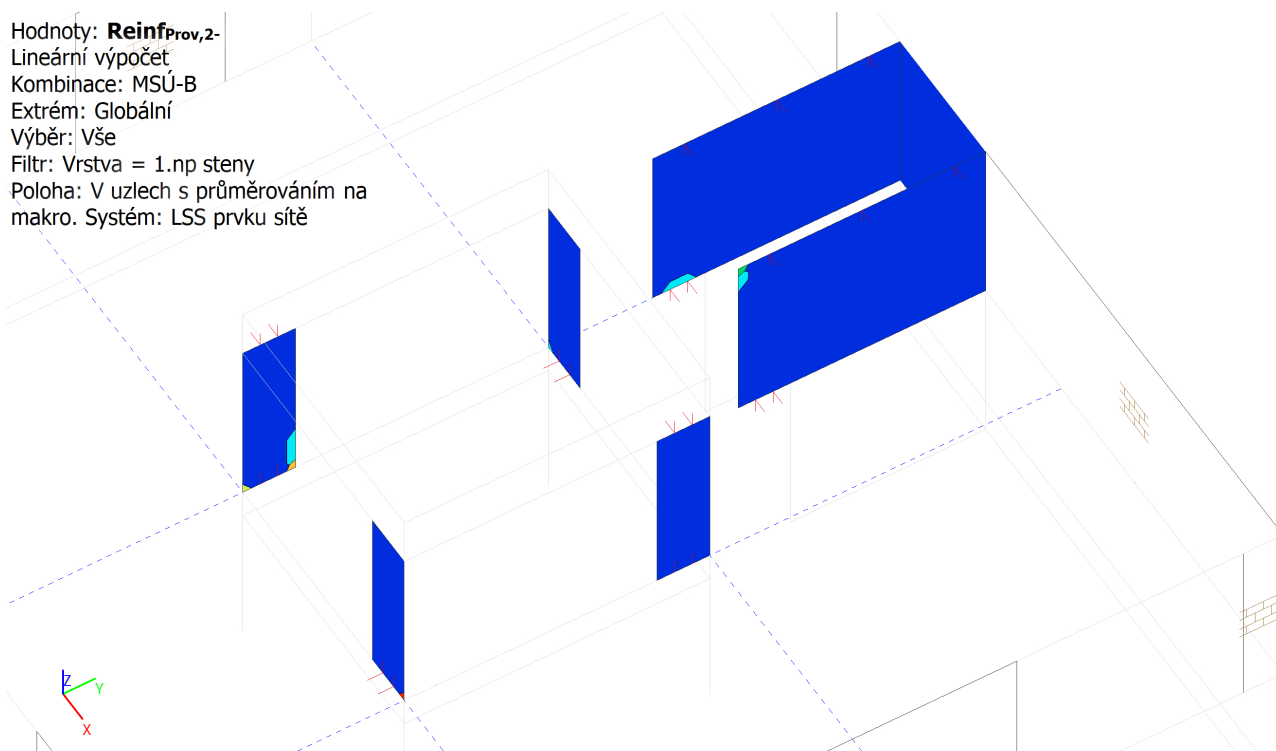 Hodnoty: ReinfProv,2-
Lineární výpočet
Kombinace: MSÚ-B
Extrém: Globální
Výběr: Vše
Filtr: Vrstva = 1.np steny
Poloha: V uzlech s průměrováním na
makro. Systém: LSS prvku sítě
Z
Y
X